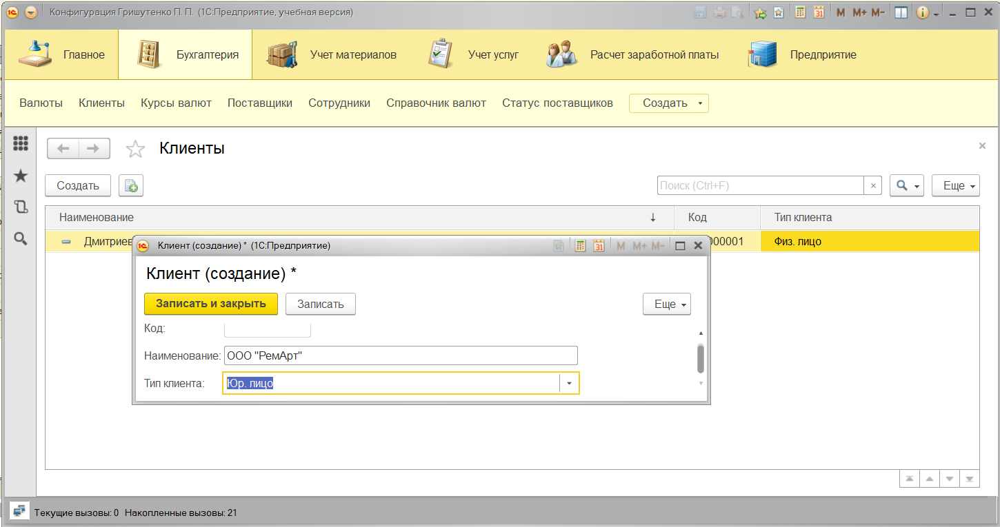 Конфигурация Гришутенко П. П. (1С:Предприятие, учебная версия)
31 M M+ M-
Главное Бухгалтерия Учет материалов Учет услуг Расчет заработной платы Предприятие
Валюты Клиенты Курсы валют Поставщики Сотрудники Справочник валют Статус поставщиков Создать
Клиенты
Создать Поиск (Ctrl+F) Еще
Наименование Код Тип клиента
Дмитриев 000001 Физ. лицо
Клиент (создание) * (1С:Предприятие) 31 M M+ M-
Клиент (создание) *
Записать и закрыть Записать Еще
Код:
Наименование: ООО "РемАрт"
Тип клиента: Юр. лицо
Текущие вызовы: 0 Накопленные вызовы: 21